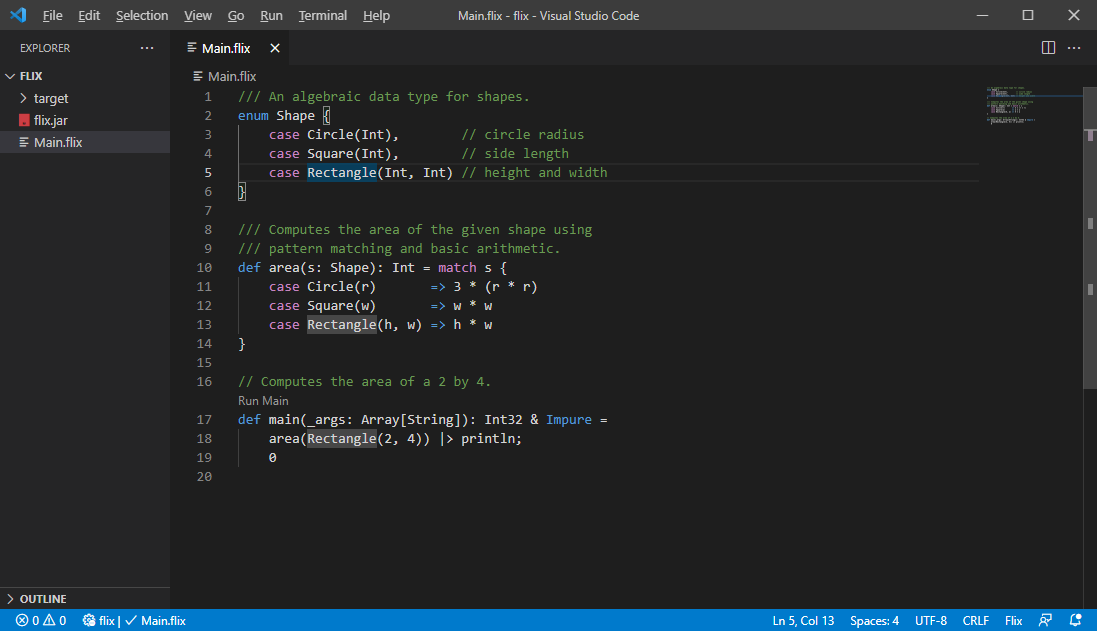 File Edit Selection View Go Run Terminal Help Main.flix - flix - Visual Studio Code
EXPLORER
FLIX
target
flix.jar
Main.flix
OUTLINE
Main.flix
Main.flix
1 /// An algebraic data type for shapes.
2 enum Shape {
3     case Circle(Int),        // circle radius
4     case Square(Int),        // side length
5     case Rectangle(Int, Int) // height and width
6 }
7
8 /// Computes the area of the given shape using
9 /// pattern matching and basic arithmetic.
10 def area(s: Shape): Int = match s {
11     case Circle(r)       => 3 * (r * r)
12     case Square(w)       => w * w
13     case Rectangle(h, w) => h * w
14 }
15
16 // Computes the area of a 2 by 4.
Run Main
17 def main(_args: Array[String]): Int32 & Impure =
18     area(Rectangle(2, 4)) |> println;
19     0
20
0 0 flix | ✓ Main.flix Ln 5, Col 13 Spaces: 4 UTF-8 CRLF Flix